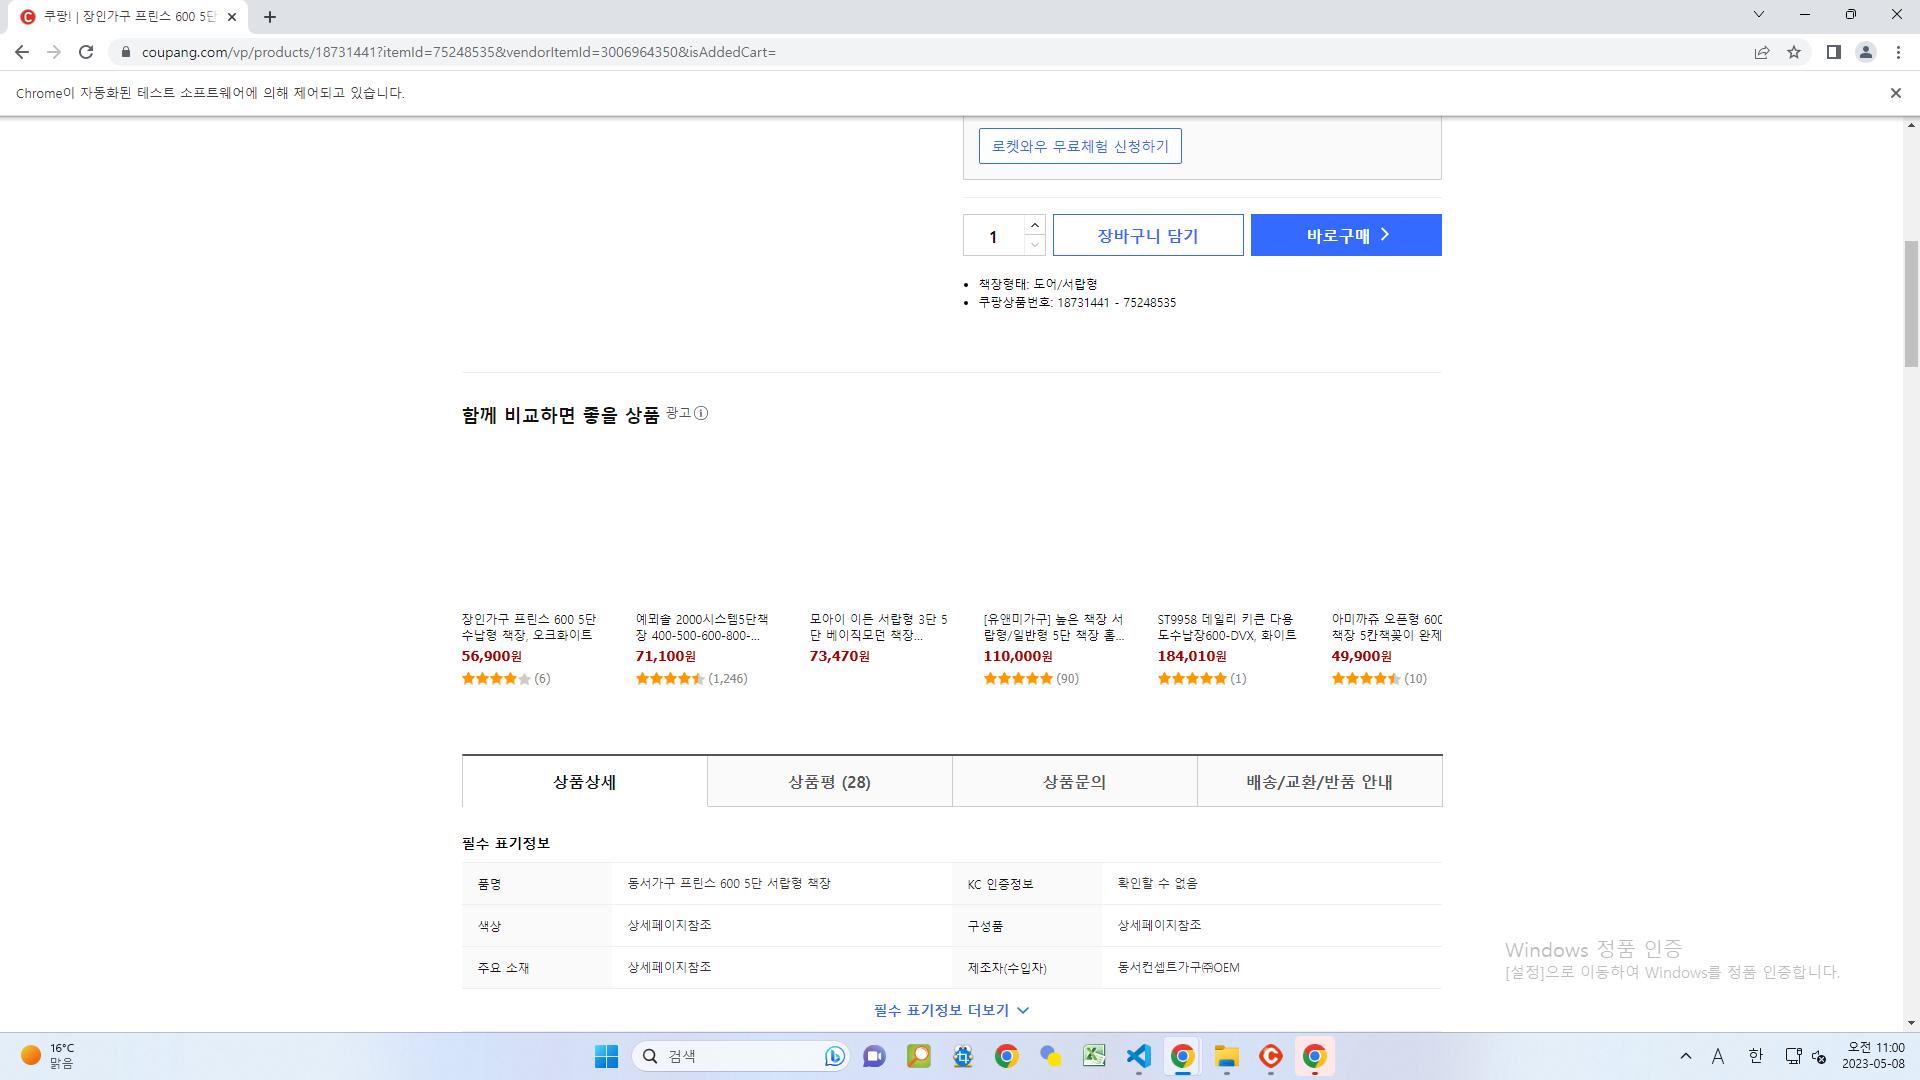 쿠팡! | 장인가구 프린스 600 5단
coupang.com/vp/products/18731441?itemId=75248535&vendorItemId=3006964350&isAddedCart=
Chrome이 자동화된 테스트 소프트웨어에 의해 제어되고 있습니다.
로켓와우 무료체험 신청하기
1
장바구니 담기
바로구매
책장형태: 도어/서랍형
쿠팡상품번호: 18731441 - 75248535
함께 비교하면 좋을 상품 광고
장인가구 프린스 600 5단
수납형 책장, 오크화이트
56,900원
(6)
예뫼솔 2000시스템5단책
장 400-500-600-800-...
71,100원
(1,246)
모아이 이든 서랍형 3단 5
단 베이직모던 책장...
73,470원
[유앤미가구] 높은 책장 서
랍형/일반형 5단 책장 홈...
110,000원
(90)
ST9958 데일리 키큰 다용
도수납장600-DVX, 화이트
184,010원
(1)
아미까쥬 오픈형 600
책장 5칸책꽂이 완제
49,900원
(10)
상품상세
상품평 (28)
상품문의
배송/교환/반품 안내
필수 표기정보
품명
동서가구 프린스 600 5단 서랍형 책장
KC 인증정보
확인할 수 없음
색상
상세페이지참조
구성품
상세페이지참조
주요 소재
상세페이지참조
제조자(수입자)
동서컨셉트가구㈜OEM
필수 표기정보 더보기
Windows 정품 인증
[설정]으로 이동하여 Windows를 정품 인증합니다.
16°C
맑음
검색
A
한
오전 11:00
2023-05-08